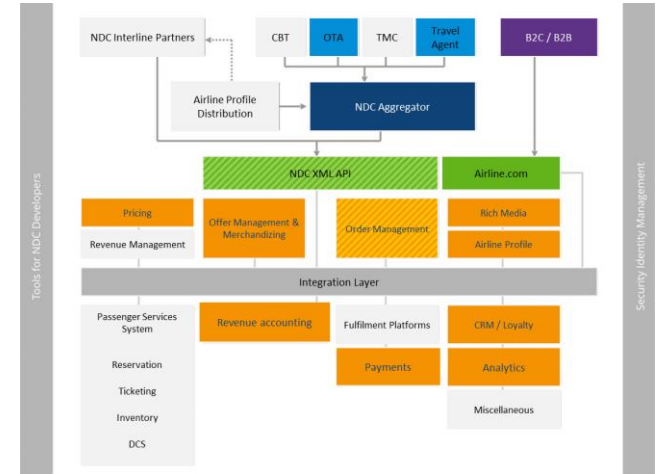 NDC Interline Partners
CBT
OTA
TMC
Travel
Agent
B2C / B2B
Airline Profile
Distribution
NDC Aggregator
NDC XML API
Airline.com
Pricing
Revenue Management
Offer Management &
Merchandizing
Order Management
Rich Media
Airline Profile
Integration Layer
Passenger Services
System
Reservation
Ticketing
Inventory
DCS
Revenue accounting
Fulfilment Platforms
Payments
CRM / Loyalty
Analytics
Miscellaneous
Tools for NDC Developers
Security Identity Management